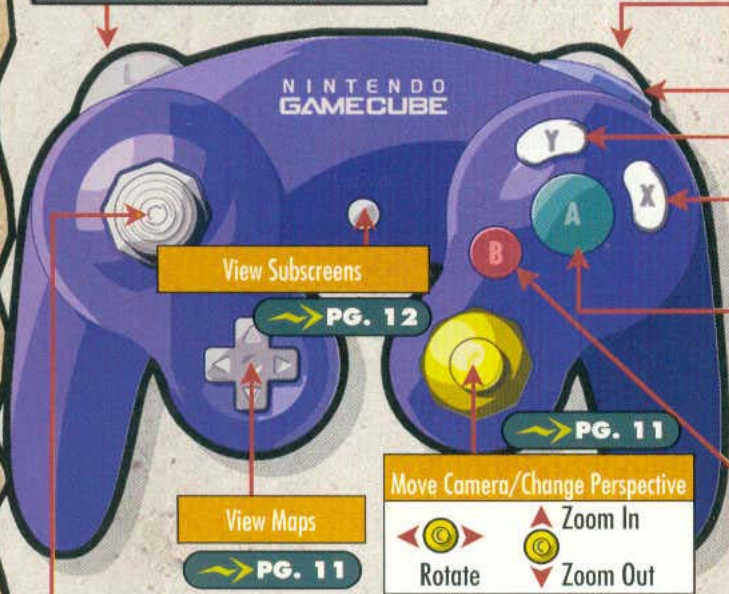 L
NINTENDO
GAMECUBE
Y
X
A
B
View Subscreens
PG. 12
C
PG. 11
Move Camera/Change Perspective
Zoom In
C
C
Rotate
Zoom Out
View Maps
PG. 11